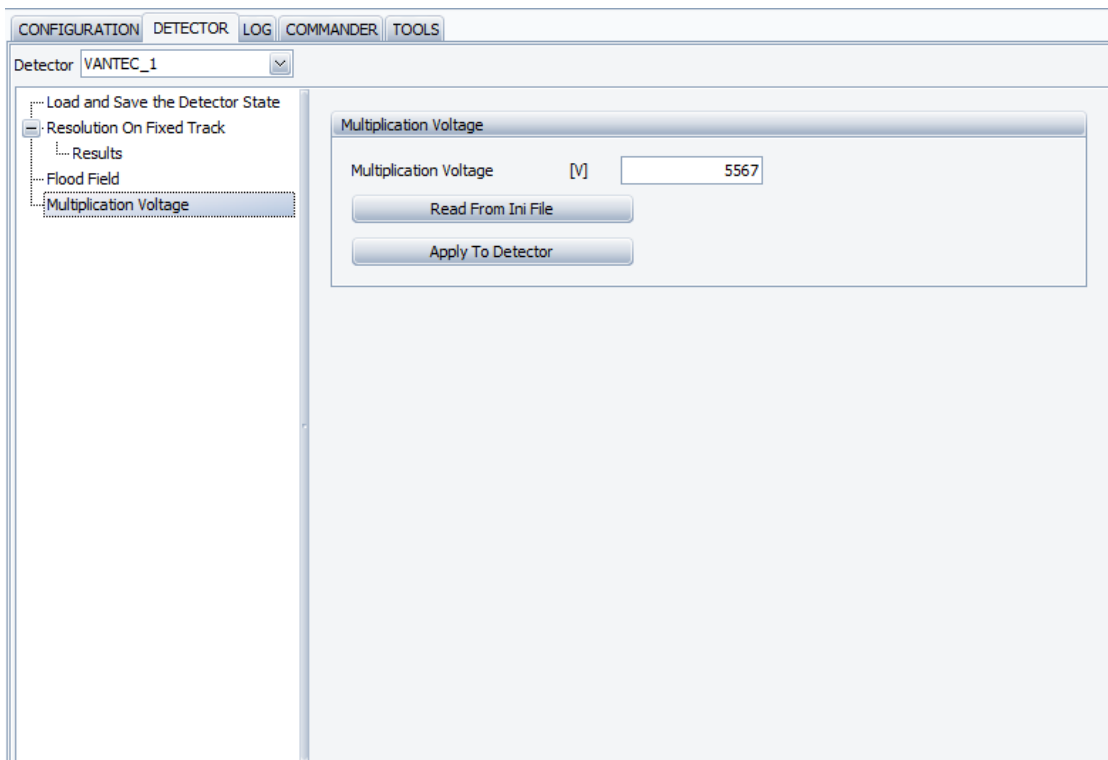 CONFIGURATION DETECTOR LOG COMMANDER TOOLS
Detector VANTEC_1
Load and Save the Detector State
Resolution On Fixed Track
Results
Flood Field
Multiplication Voltage
Multiplication Voltage
Multiplication Voltage [V] 5567
Read From Ini File
Apply To Detector